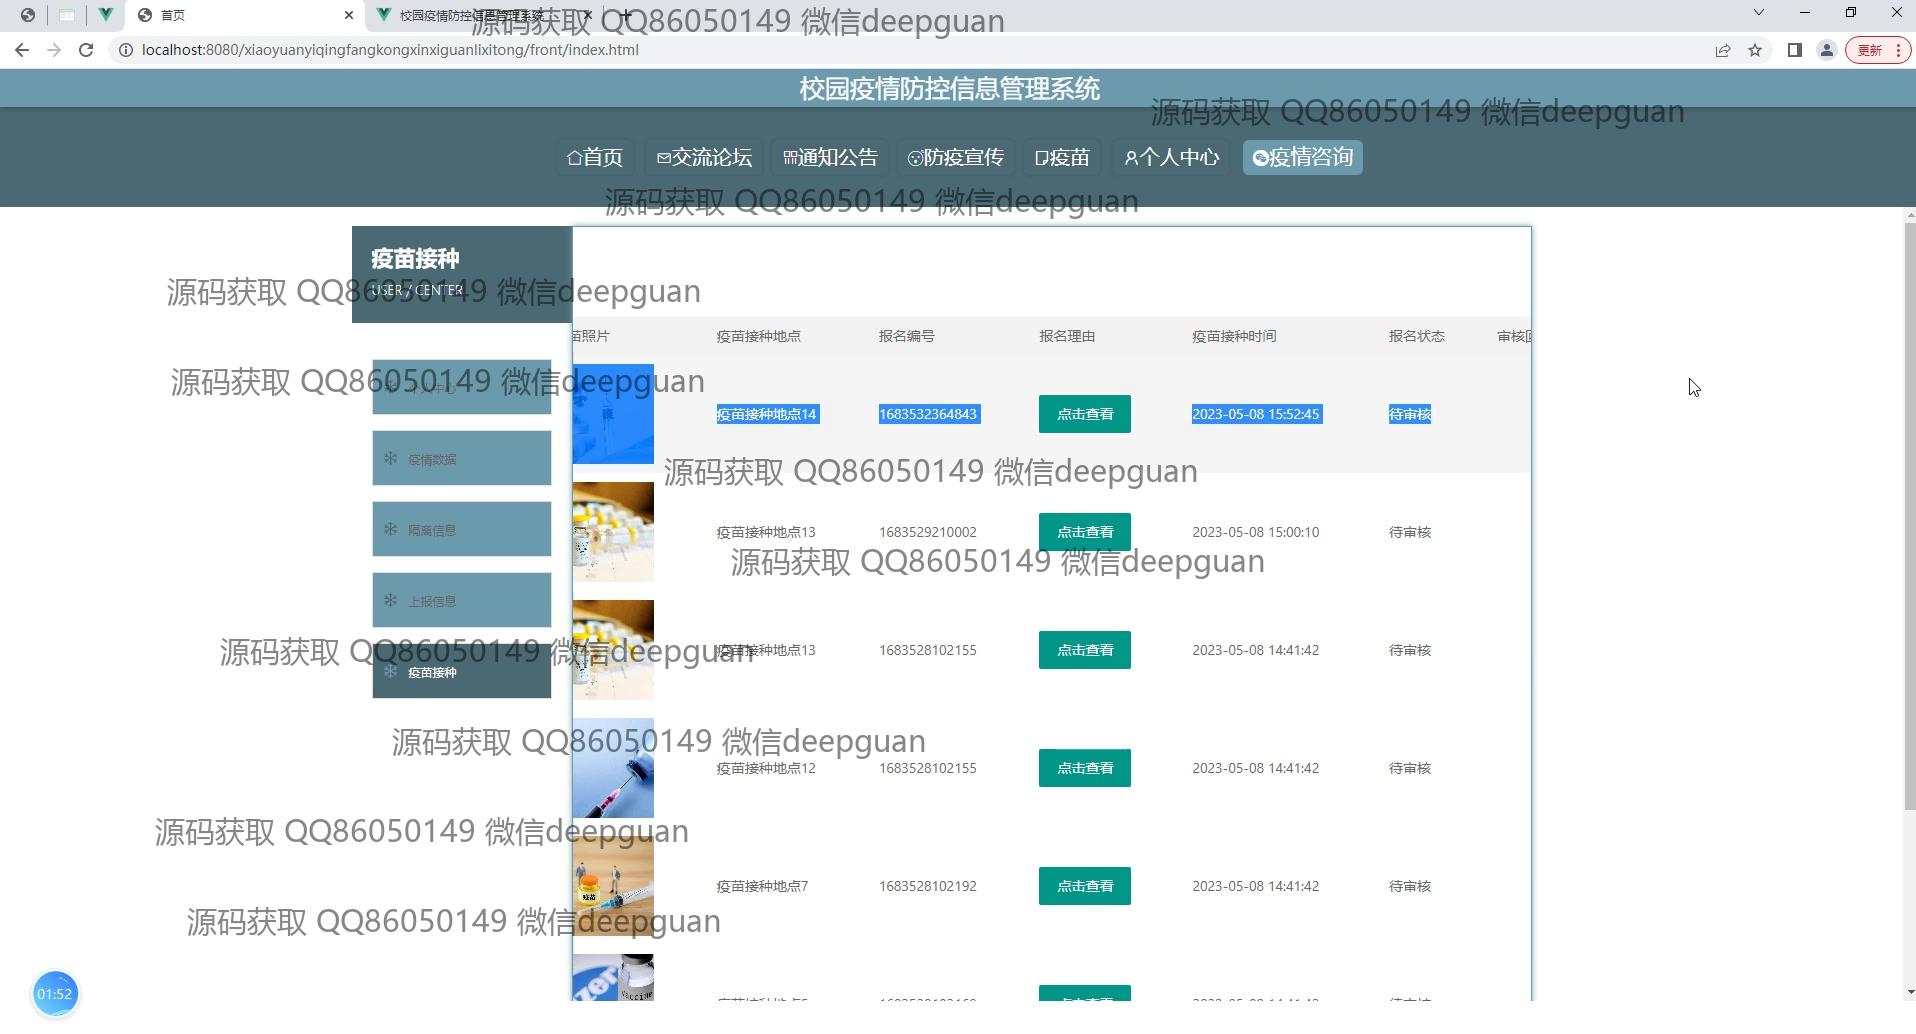 首页
校园疫情防控信息管理系统
源码获取 QQ86050149 微信deepguan
localhost:8080/xiaoyuanyiqingfangkongxinxiguanlixitong/front/index.html
更新
校园疫情防控信息管理系统
源码获取 QQ86050149 微信deepguan
首页 交流论坛 通知公告 防疫宣传 疫苗 个人中心 疫情咨询
源码获取 QQ86050149 微信deepguan
疫苗接种
USER / CENTER
源码获取 QQ86050149 微信deepguan
苗照片 疫苗接种地点 报名编号 报名理由 疫苗接种时间 报名状态 审核
源码获取 QQ86050149 微信deepguan
个人中心
疫苗接种地点14 1683532364843 点击查看 2023-05-08 15:52:45 待审核
疫情数据
源码获取 QQ86050149 微信deepguan
隔离信息
疫苗接种地点13 1683529210002 点击查看 2023-05-08 15:00:10 待审核
源码获取 QQ86050149 微信deepguan
上报信息
源码获取 QQ86050149 微信deepguan
疫苗接种地点13 1683528102155 点击查看 2023-05-08 14:41:42 待审核
疫苗接种
源码获取 QQ86050149 微信deepguan
疫苗接种地点12 1683528102155 点击查看 2023-05-08 14:41:42 待审核
源码获取 QQ86050149 微信deepguan
疫苗
疫苗接种地点7 1683528102192 点击查看 2023-05-08 14:41:42 待审核
源码获取 QQ86050149 微信deepguan
zer
Vaccine
01:52